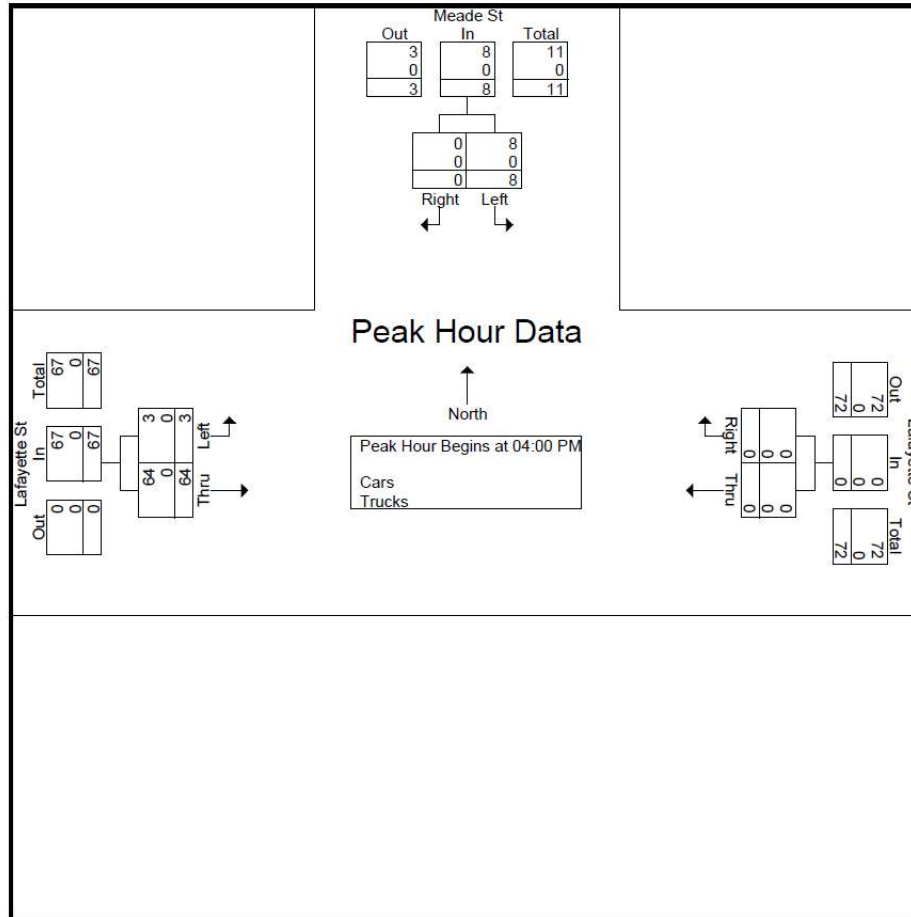 Meade St
Out In Total
3 8 11
0 0 0
3 8 11
0 8
0 0
0 8
Right Left
Peak Hour Data
North
Peak Hour Begins at 04:00 PM
Cars
Trucks
Lafayette St
Total
67 0 67
In
67 0 67
Out
0 0 0
Left
3 0 3
Thru
64 0 64
Out
72 0 72
In
0 0 0
Total
72 0 72
Right
0 0 0
Thru
0 0 0